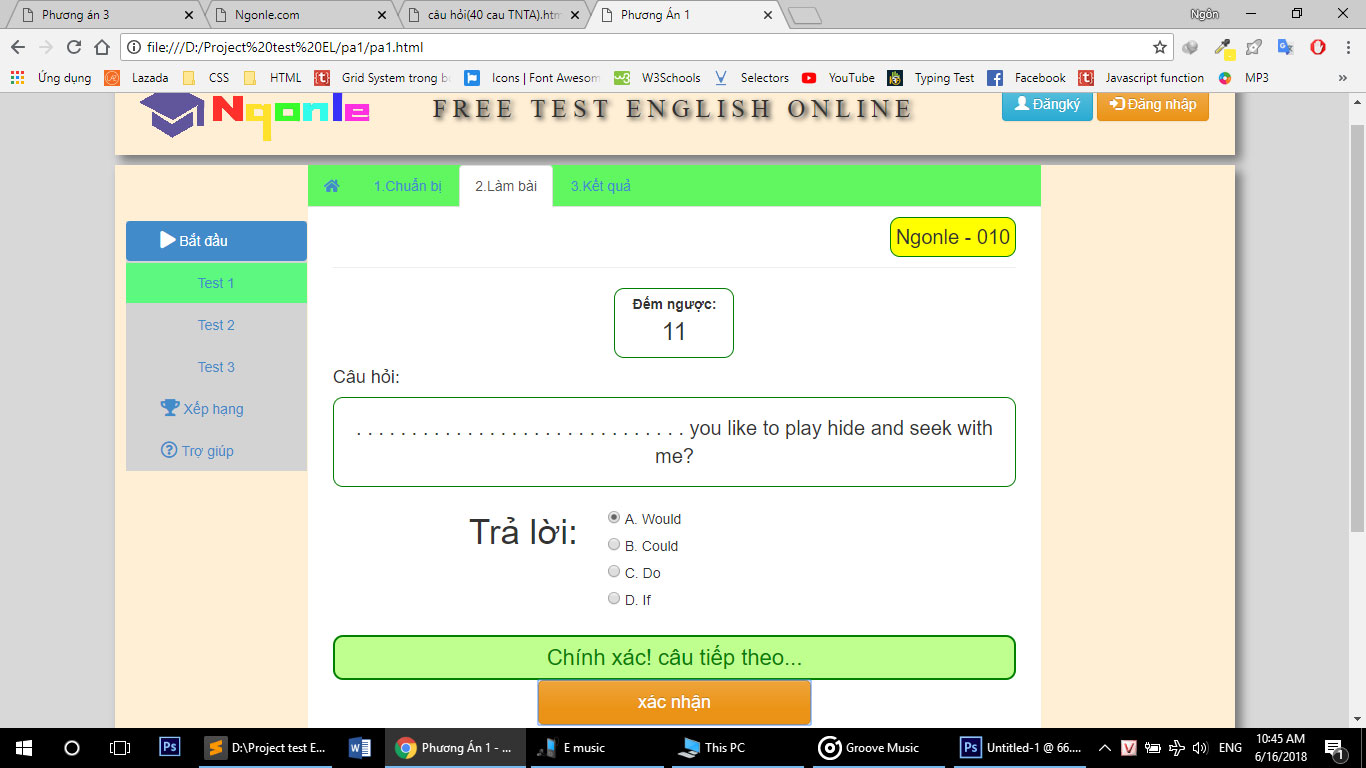 Phương án 3
Ngonle.com
câu hỏi(40 cau TNTA).htm
Phương Án 1
Ngôn
file:///D:/Project%20test%20EL/pa1/pa1.html
Ứng dụng
Lazada
CSS
HTML
Grid System trong bo
Icons | Font Awesom
W3Schools
Selectors
YouTube
Typing Test
Facebook
Javascript function
MP3
»
Nqonle
FREE TEST ENGLISH ONLINE
Đăngký
Đăng nhập
1.Chuẩn bị
2.Làm bài
3.Kết quả
Ngonle - 010
Bắt đầu
Test 1
Test 2
Test 3
Xếp hạng
Trợ giúp
Đếm ngược:
11
Câu hỏi:
. . . . . . . . . . . . . . . . . . . . . . . . . . . . . . you like to play hide and seek with
me?
Trả lời:
A. Would
B. Could
C. Do
D. If
Chính xác! câu tiếp theo...
xác nhận
Ps
D:\Project test E...
Phương Án 1 - ...
E music
This PC
Groove Music
Ps
Untitled-1 @ 66....
V
ENG
10:45 AM
6/16/2018
1